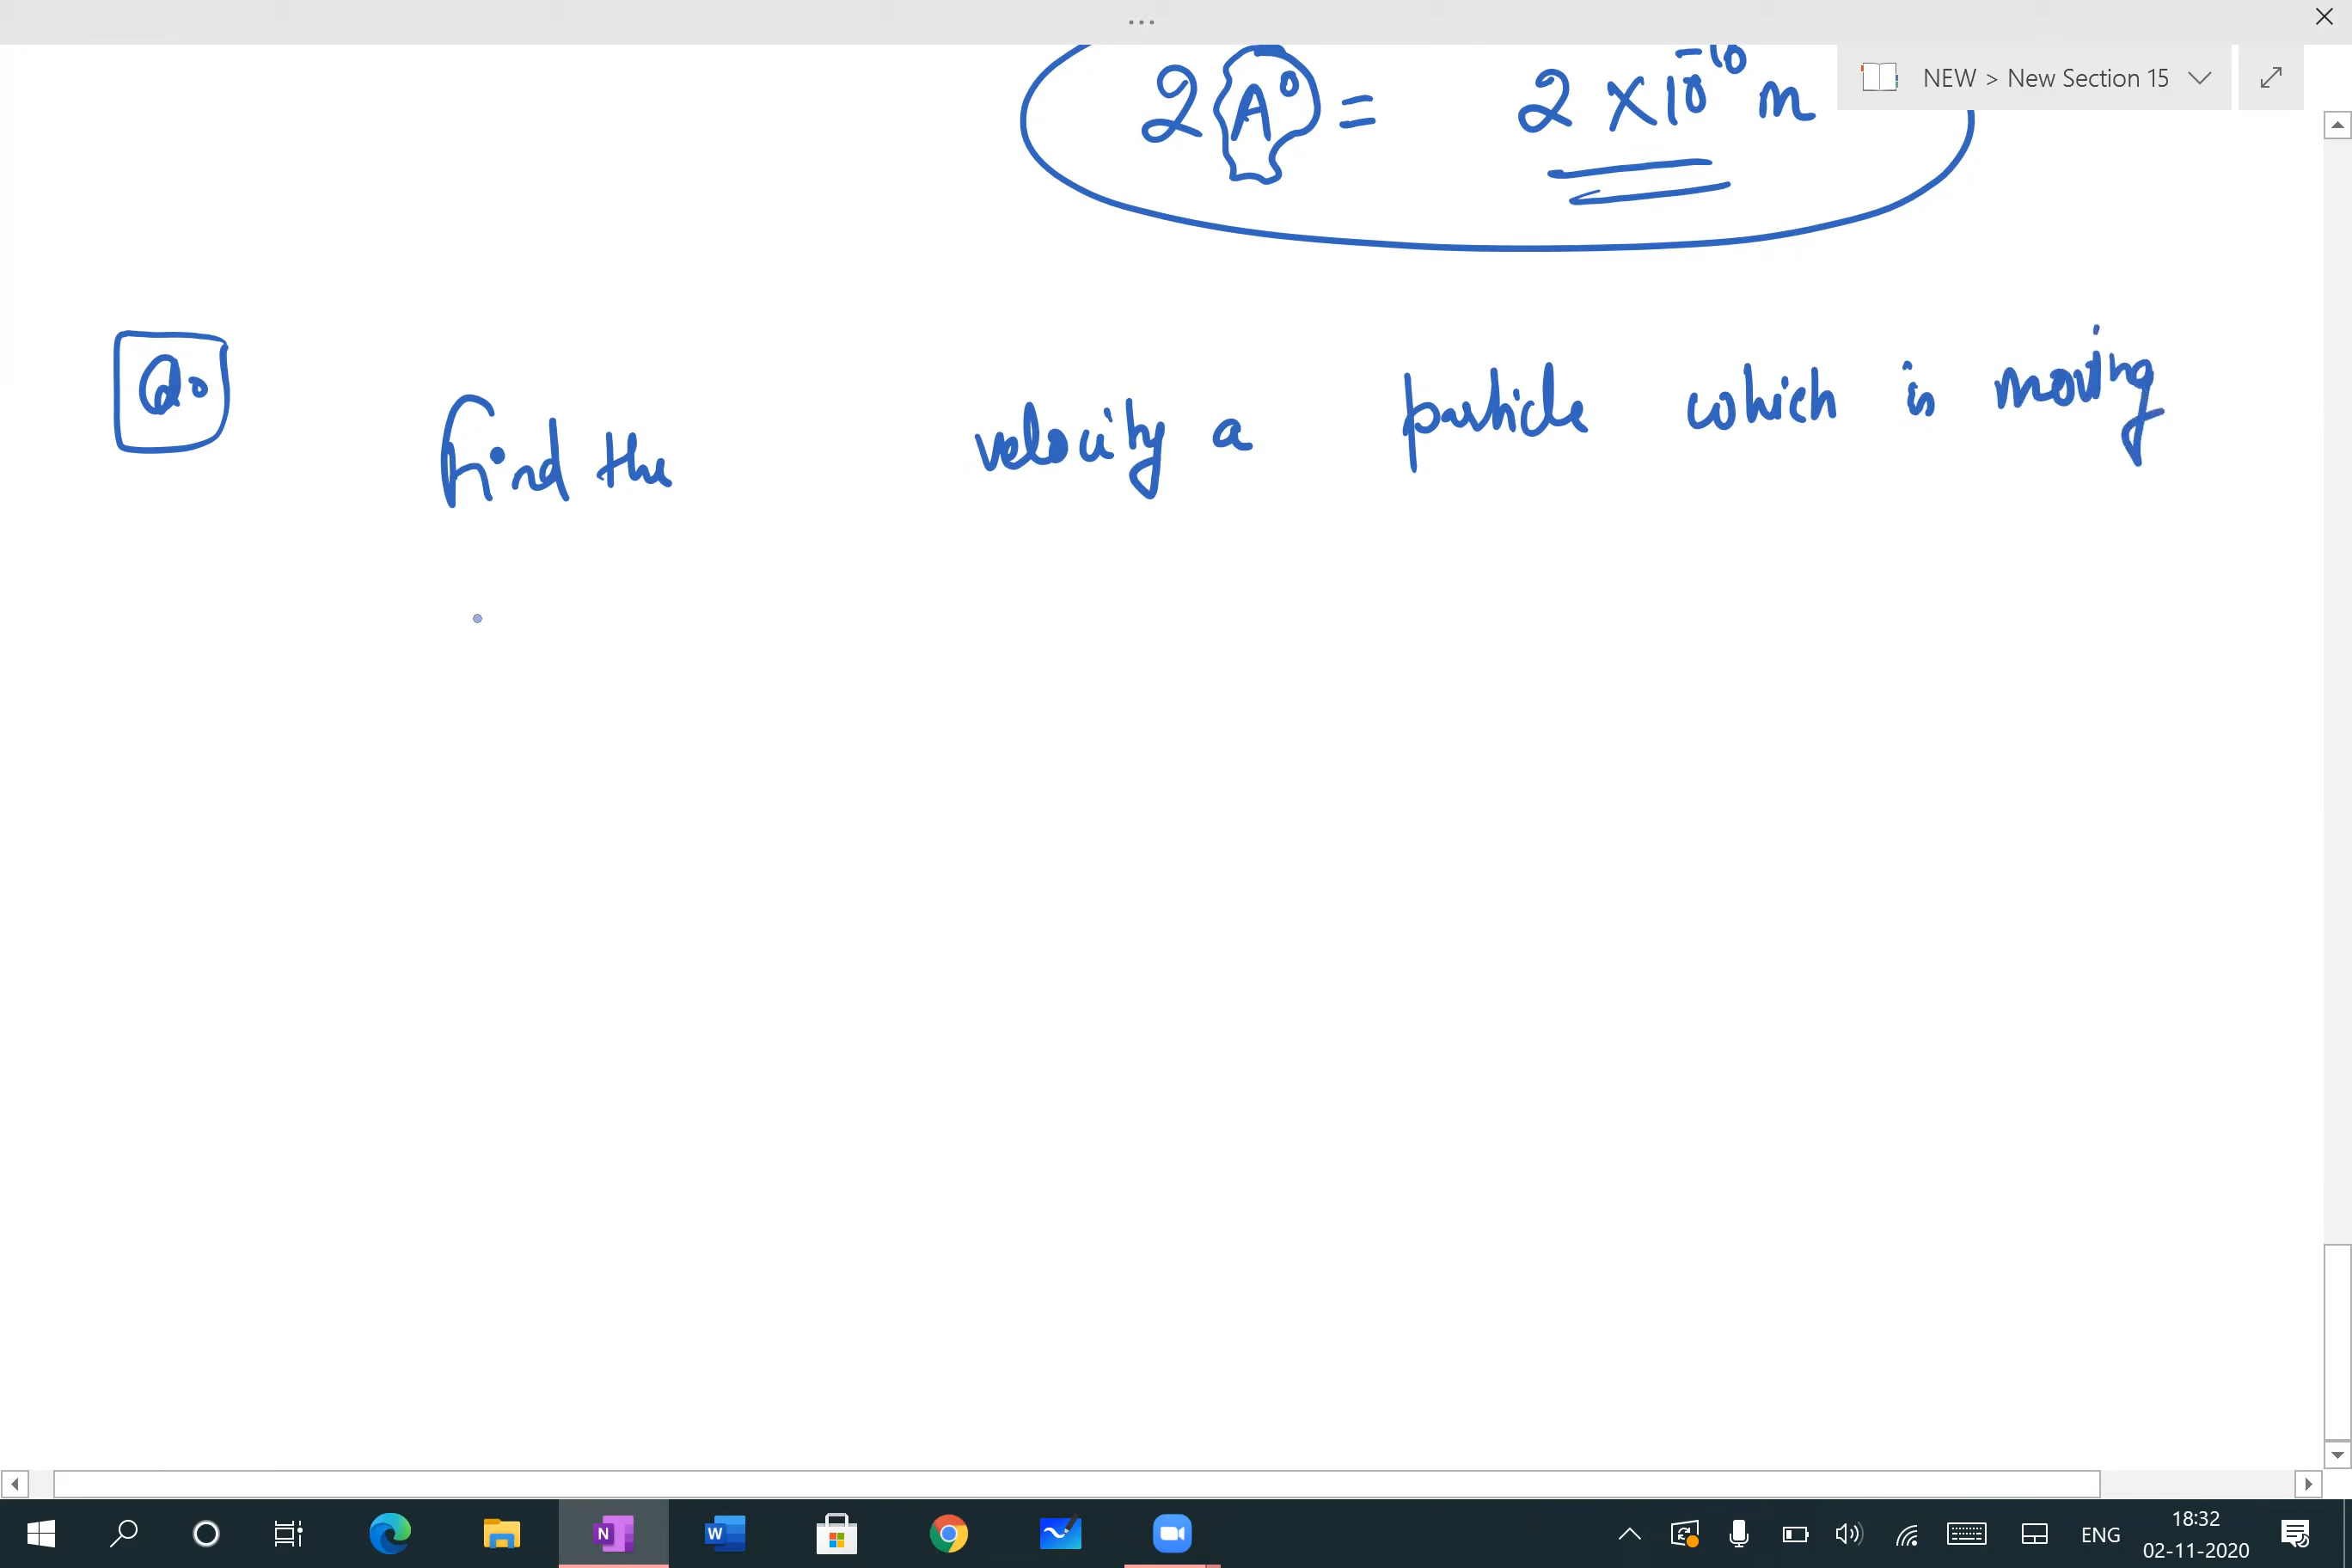 2 A° = 2 × 10⁻¹⁰ m
NEW > New Section 15
Q.
Find the velocity a particle which is moving
ENG
18:32
02-11-2020